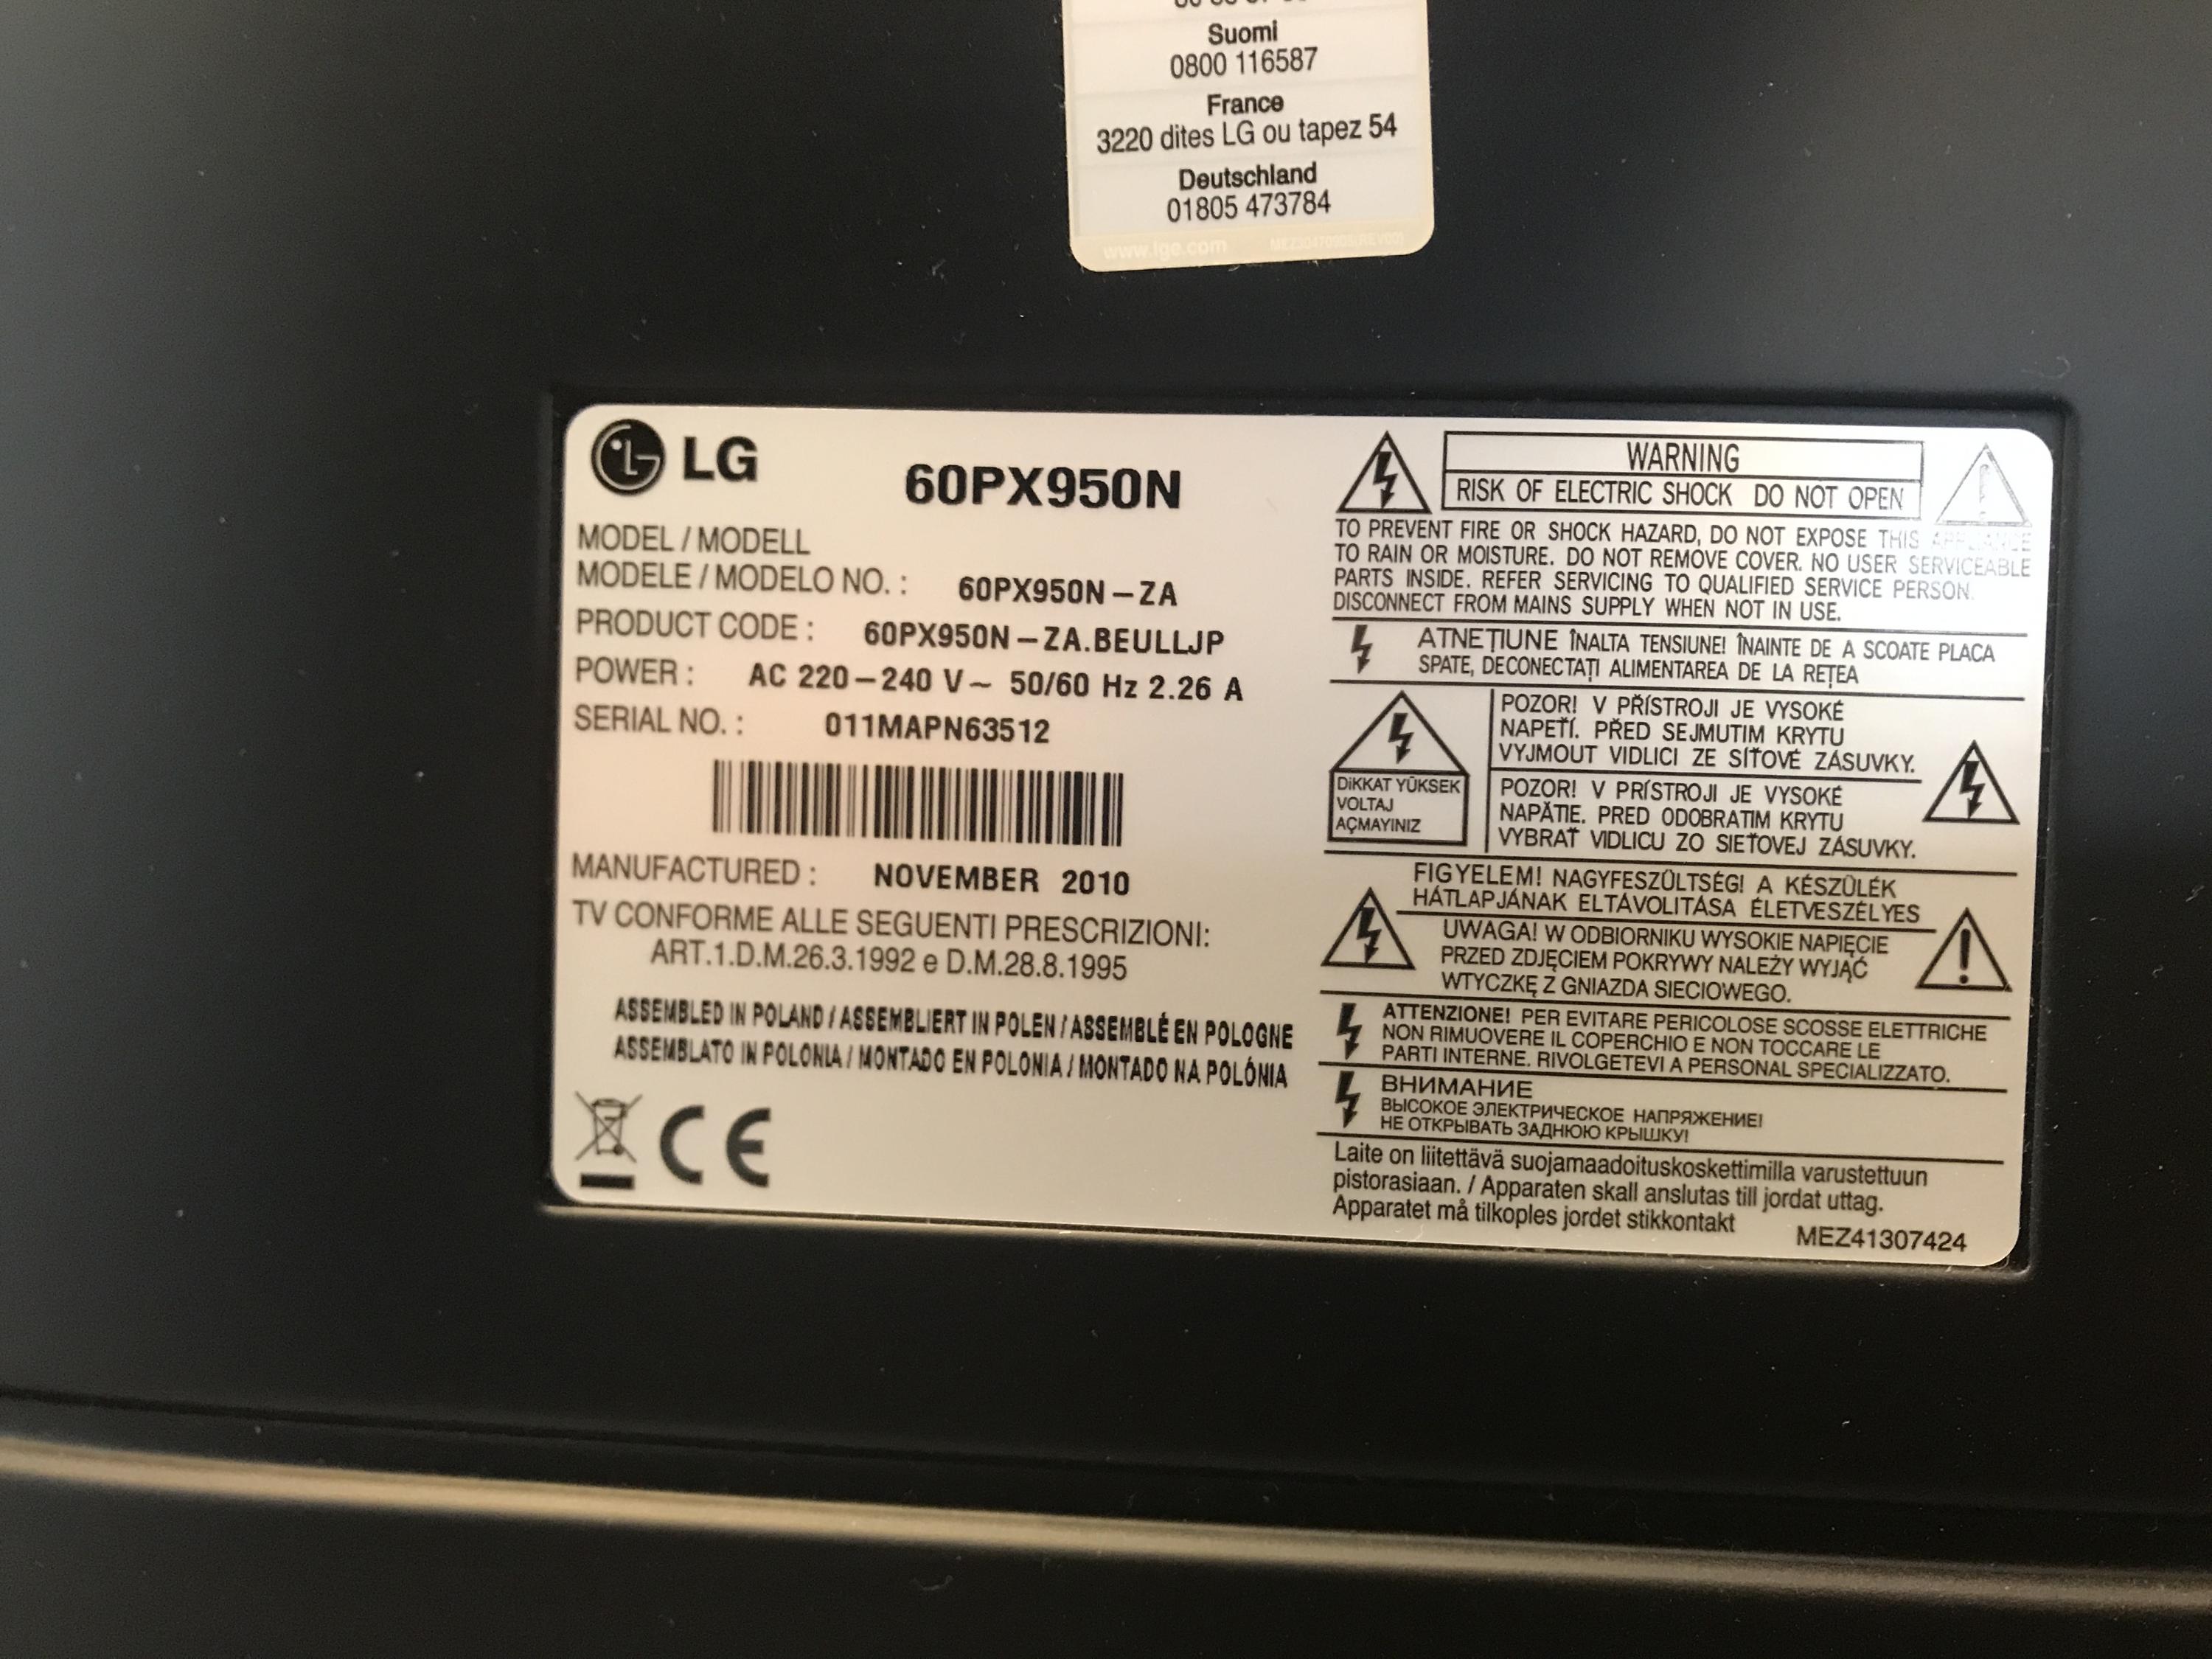 Suomi
0800 116587
France
3220 dites LG ou tapez 54
Deutschland
01805 473784
www.lge.com
LG
60PX950N
MODEL / MODELL
MODELE / MODELO NO. : 60PX950N-ZA
PRODUCT CODE : 60PX950N-ZA.BEULLJP
POWER : AC 220-240 V~ 50/60 Hz 2.26 A
SERIAL NO. : 011MAPN63512
MANUFACTURED : NOVEMBER 2010
TV CONFORME ALLE SEGUENTI PRESCRIZIONI:
ART.1.D.M.26.3.1992 e D.M.28.8.1995
ASSEMBLED IN POLAND / ASSEMBLIERT IN POLEN / ASSEMBLÉ EN POLOGNE
ASSEMBLATO IN POLONIA / MONTADO EN POLONIA / MONTADO NA POLÓNIA
CE
WARNING
RISK OF ELECTRIC SHOCK DO NOT OPEN
TO PREVENT FIRE OR SHOCK HAZARD, DO NOT EXPOSE THIS APPLIANCE
TO RAIN OR MOISTURE. DO NOT REMOVE COVER. NO USER SERVICEABLE
PARTS INSIDE. REFER SERVICING TO QUALIFIED SERVICE PERSON.
DISCONNECT FROM MAINS SUPPLY WHEN NOT IN USE.
ATNEȚIUNE ÎNALTA TENSIUNE! ÎNAINTE DE A SCOATE PLACA
SPATE, DECONECTAȚI ALIMENTAREA DE LA REȚEA
DİKKAT YÜKSEK
VOLTAJ
AÇMAYINIZ
POZOR! V PŘÍSTROJI JE VYSOKÉ
NAPETÍ. PŘED SEJMUTIM KRYTU
VYJMOUT VIDLICI ZE SÍŤOVÉ ZÁSUVKY.
POZOR! V PRÍSTROJI JE VYSOKÉ
NAPÄTIE. PRED ODOBRATIM KRYTU
VYBRAŤ VIDLICU ZO SIEŤOVEJ ZÁSUVKY.
FIGYELEM! NAGYFESZÜLTSÉG! A KÉSZÜLÉK
HÁTLAPJÁNAK ELTÁVOLITÁSA ÉLETVESZÉLYES
UWAGA! W ODBIORNIKU WYSOKIE NAPIĘCIE
PRZED ZDJĘCIEM POKRYWY NALEŻY WYJĄĆ
WTYCZKĘ Z GNIAZDA SIECIOWEGO.
ATTENZIONE! PER EVITARE PERICOLOSE SCOSSE ELETTRICHE
NON RIMUOVERE IL COPERCHIO E NON TOCCARE LE
PARTI INTERNE. RIVOLGETEVI A PERSONAL SPECIALIZZATO.
ВНИМАНИЕ
ВЫСОКОЕ ЭЛЕКТРИЧЕСКОЕ НАПРЯЖЕНИЕ!
НЕ ОТКРЫВАТЬ ЗАДНЮЮ КРЫШКУ!
Laite on liitettävä suojamaadoituskoskettimilla varustettuun
pistorasiaan. / Apparaten skall anslutas till jordat uttag.
Apparatet må tilkoples jordet stikkontakt
MEZ41307424